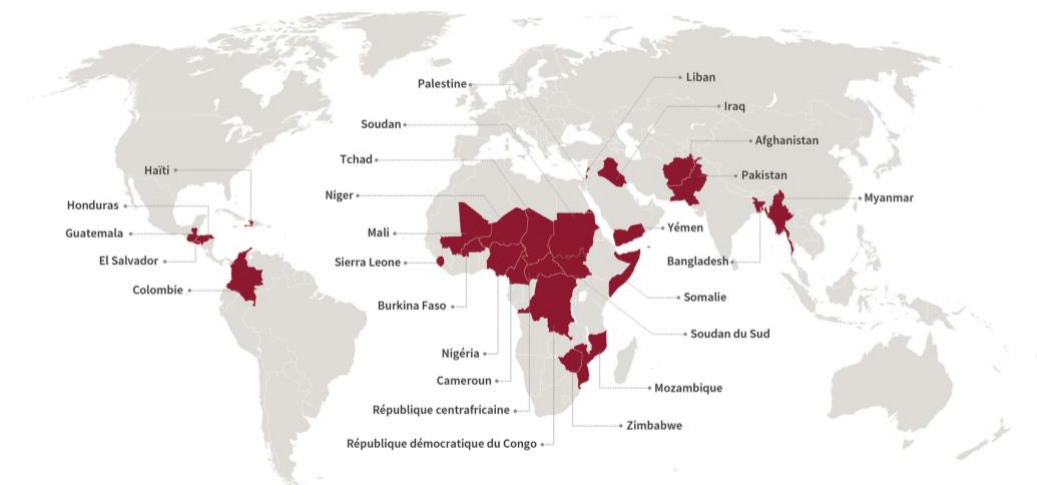 Palestine
Liban
Iraq
Soudan
Afghanistan
Tchad
Haïti
Pakistan
Niger
Myanmar
Honduras
Mali
Yémen
Guatemala
El Salvador
Sierra Leone
Bangladesh
Colombie
Burkina Faso
Somalie
Soudan du Sud
Nigéria
Cameroun
Mozambique
République centrafricaine
Zimbabwe
République démocratique du Congo